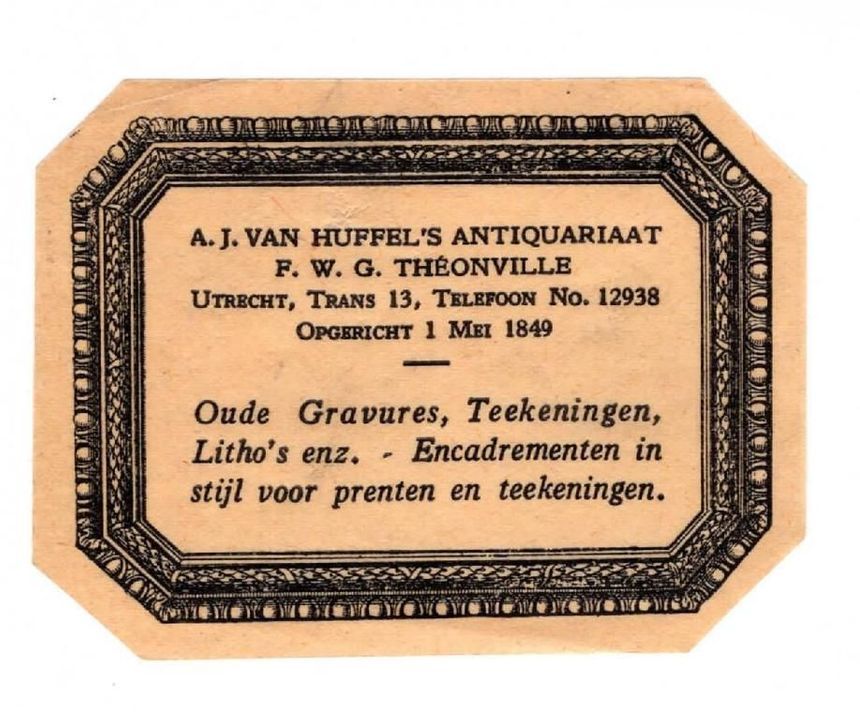 A. J. VAN HUFFEL'S ANTIQUARIAAT
F. W. G. THÉONVILLE
UTRECHT, TRANS 13, TELEFOON NO. 12938
OPGERICHT 1 MEI 1849
Oude Gravures, Teekeningen,
Litho's enz. - Encadrementen in
stijl voor prenten en teekeningen.